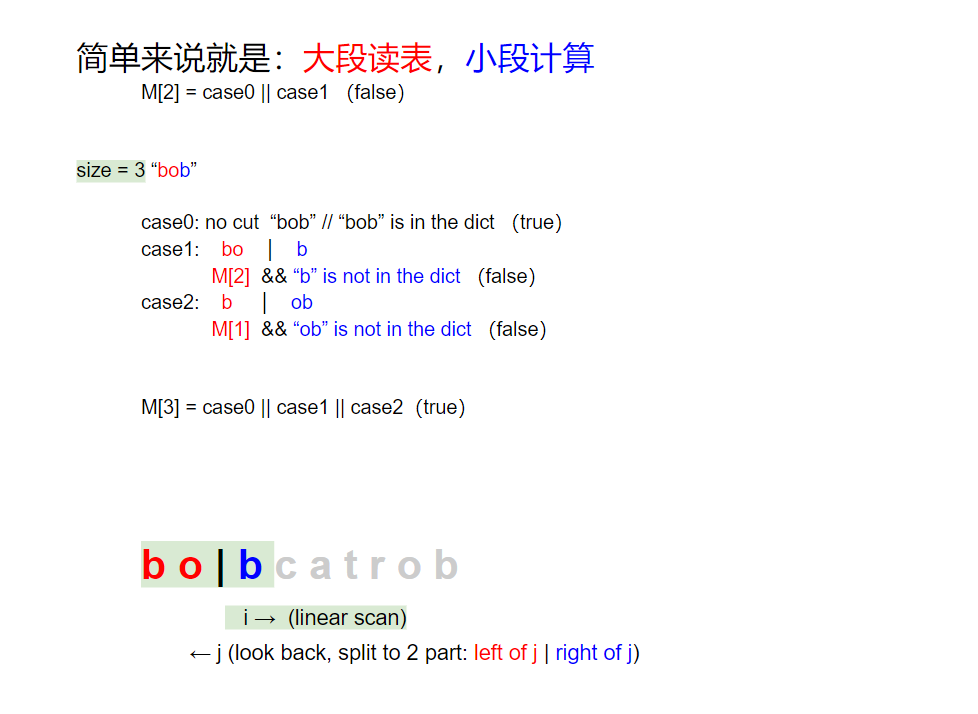 简单来说就是：大段读表，小段计算
M[2] = case0 || case1 （false）
size = 3 “bob”
case0: no cut “bob” // “bob” is in the dict （true）
case1: bo | b
M[2] && “b” is not in the dict （false）
case2: b | ob
M[1] && “ob” is not in the dict （false）
M[3] = case0 || case1 || case2（true）
b o | b c a t r o b
i → (linear scan)
← j (look back, split to 2 part: left of j | right of j)